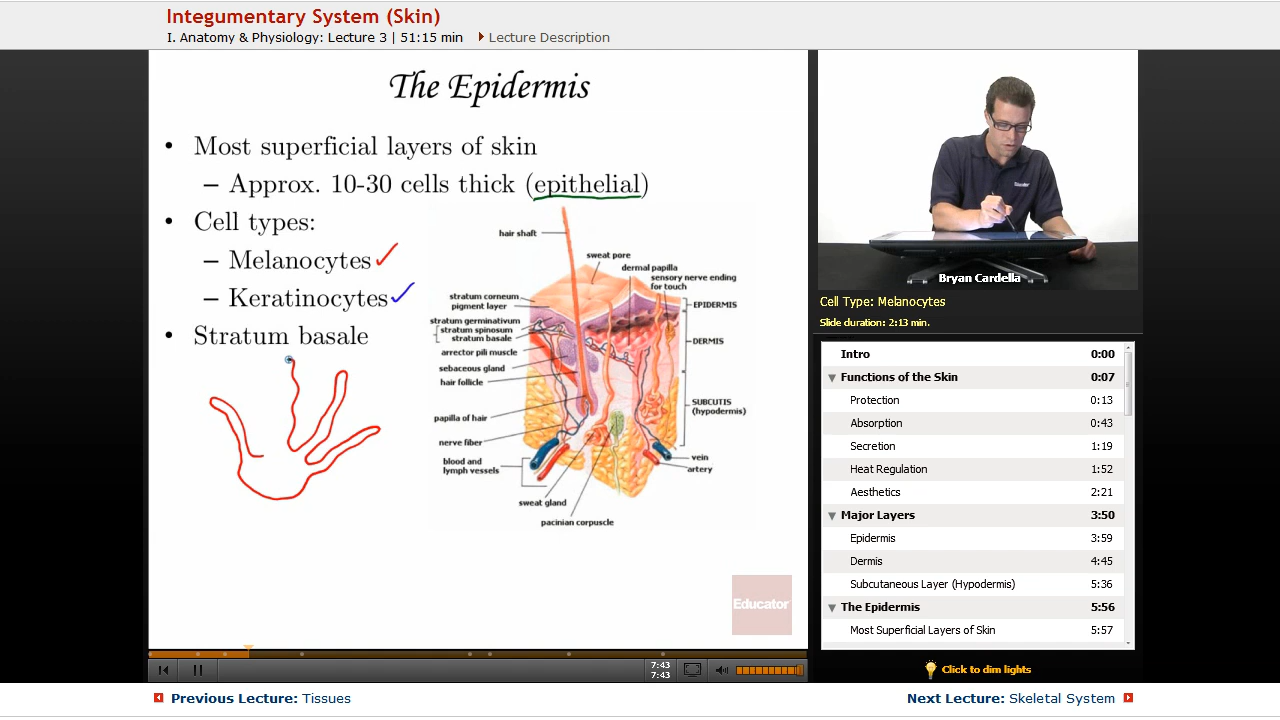 Integumentary System (Skin)
I. Anatomy & Physiology: Lecture 3 | 51:15 min
Lecture Description
The Epidermis
• Most superficial layers of skin
– Approx. 10-30 cells thick (epithelial)
• Cell types:
– Melanocytes
– Keratinocytes
• Stratum basale
hair shaft
sweat pore
dermal papilla
sensory nerve ending
for touch
stratum corneum
pigment layer
stratum germinativum
stratum spinosum
stratum basale
arrector pili muscle
sebaceous gland
hair follicle
papilla of hair
nerve fiber
blood and
lymph vessels
sweat gland
pacinian corpuscle
EPIDERMIS
DERMIS
SUBCUTIS
(hypodermis)
vein
artery
Educator
Bryan Cardella
Cell Type: Melanocytes
Slide duration: 2:13 min.
Intro 0:00
Functions of the Skin 0:07
Protection 0:13
Absorption 0:43
Secretion 1:19
Heat Regulation 1:52
Aesthetics 2:21
Major Layers 3:50
Epidermis 3:59
Dermis 4:45
Subcutaneous Layer (Hypodermis) 5:36
The Epidermis 5:56
Most Superficial Layers of Skin 5:57
7:43
7:43
Click to dim lights
Previous Lecture: Tissues
Next Lecture: Skeletal System